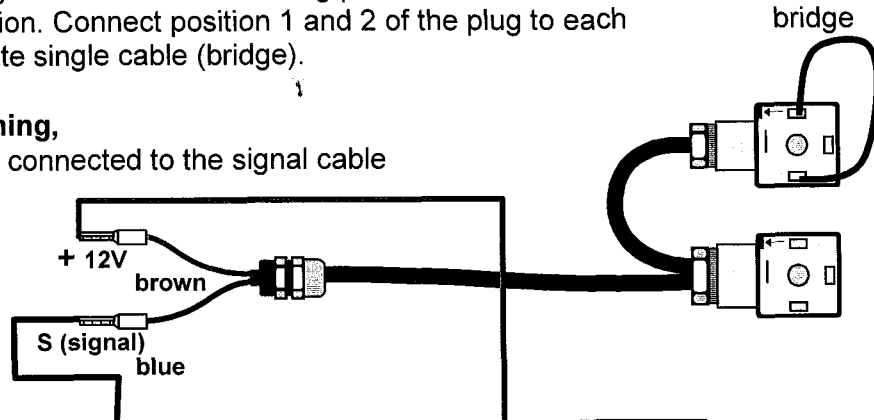 ion. Connect position 1 and 2 of the plug to each
bridge
te single cable (bridge).
ning,
connected to the signal cable
+ 12V
brown
S (signal)
blue